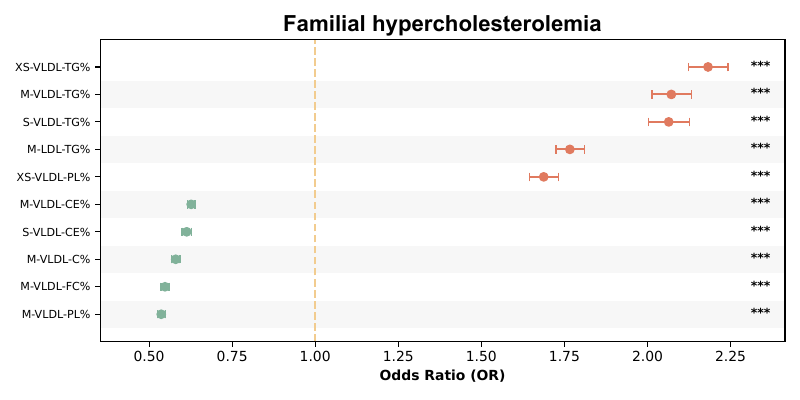 Familial hypercholesterolemia
XS-VLDL-TG% ***
M-VLDL-TG% ***
S-VLDL-TG% ***
M-LDL-TG% ***
XS-VLDL-PL% ***
M-VLDL-CE% ***
S-VLDL-CE% ***
M-VLDL-C% ***
M-VLDL-FC% ***
M-VLDL-PL% ***
0.50 0.75 1.00 1.25 1.50 1.75 2.00 2.25
Odds Ratio (OR)